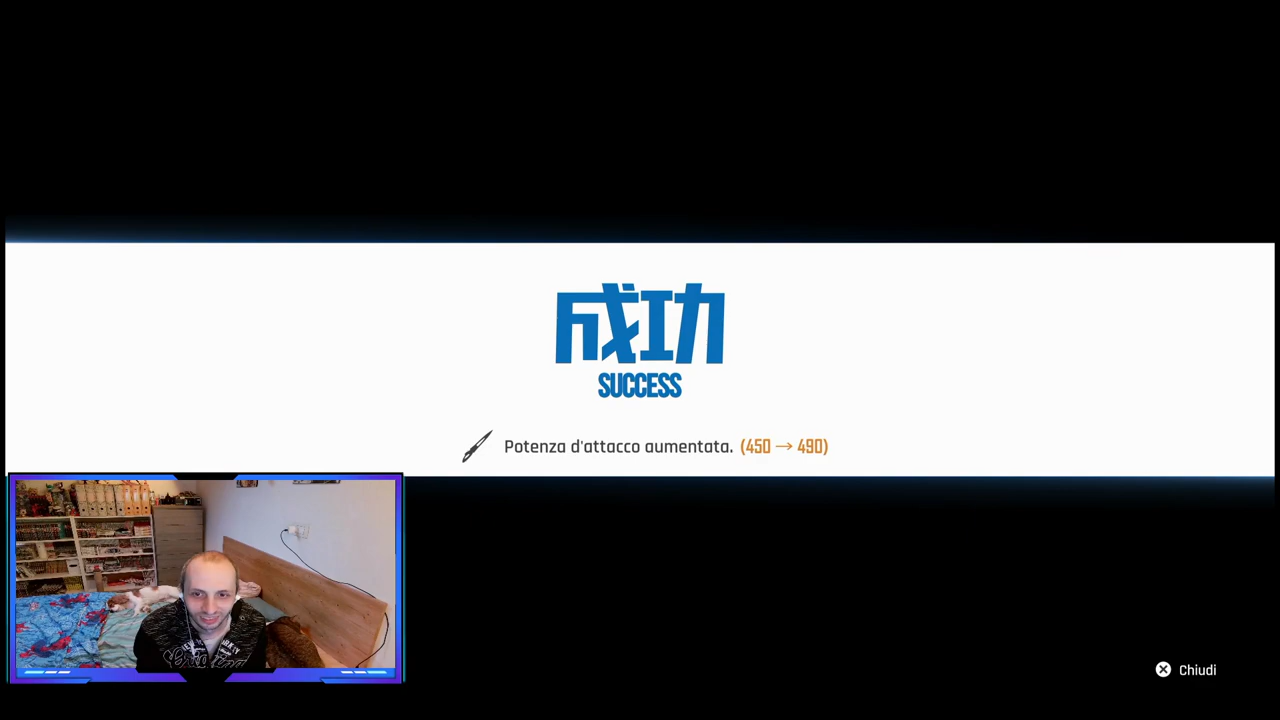 成功
SUCCESS
Potenza d'attacco aumentata. (450 → 490)
Chiudi